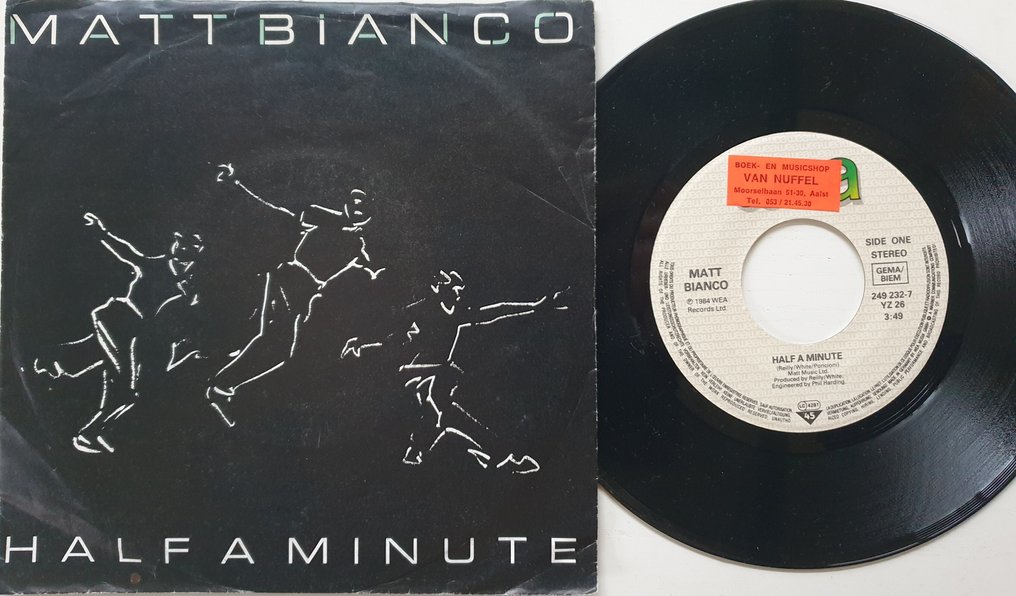 MATT BIANCO
HALF A MINUTE
BOEK- EN MUSICSHOP
VAN NUFFEL
Moorselbaan 51-30, Aalst
Tel. 053 / 21.45.30
SIDE ONE
STEREO
GEMA/
BIEM
249 232-7
YZ 26
3:49
MATT
BIANCO
℗ 1984 WEA
Records Ltd.
HALF A MINUTE
(Reilly/White/Poncioni)
Matt Music Ltd.
Produced by Reilly/White.
Engineered by Phil Harding.
LC 4281
45